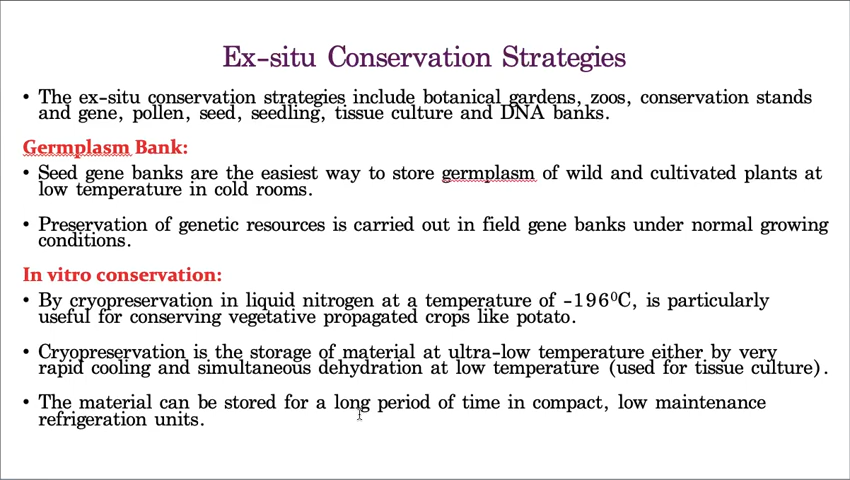 Ex-situ Conservation Strategies
• The ex-situ conservation strategies include botanical gardens, zoos, conservation stands
and gene, pollen, seed, seedling, tissue culture and DNA banks.
Germplasm Bank:
• Seed gene banks are the easiest way to store germplasm of wild and cultivated plants at
low temperature in cold rooms.
• Preservation of genetic resources is carried out in field gene banks under normal growing
conditions.
In vitro conservation:
• By cryopreservation in liquid nitrogen at a temperature of -196⁰C, is particularly
useful for conserving vegetative propagated crops like potato.
• Cryopreservation is the storage of material at ultra-low temperature either by very
rapid cooling and simultaneous dehydration at low temperature (used for tissue culture).
• The material can be stored for a long period of time in compact, low maintenance
refrigeration units.